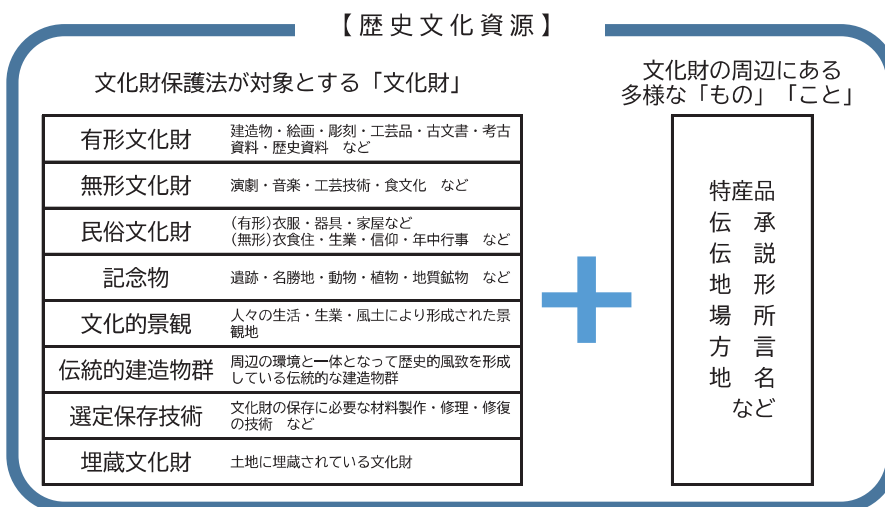 【歴史文化資源】
文化財保護法が対象とする「文化財」
有形文化財
建造物・絵画・彫刻・工芸品・古文書・考古
資料・歴史資料　など
無形文化財
演劇・音楽・工芸技術・食文化　など
民俗文化財
(有形)衣服・器具・家屋など
(無形)衣食住・生業・信仰・年中行事　など
記念物
遺跡・名勝地・動物・植物・地質鉱物　など
文化的景観
人々の生活・生業・風土により形成された景
観地
伝統的建造物群
周辺の環境と一体となって歴史的風致を形成
している伝統的な建造物群
選定保存技術
文化財の保存に必要な材料製作・修理・修復
の技術　など
埋蔵文化財
土地に埋蔵されている文化財
文化財の周辺にある
多様な「もの」「こと」
特産品
伝　承
伝　説
地　形
場　所
方　言
地　名
など